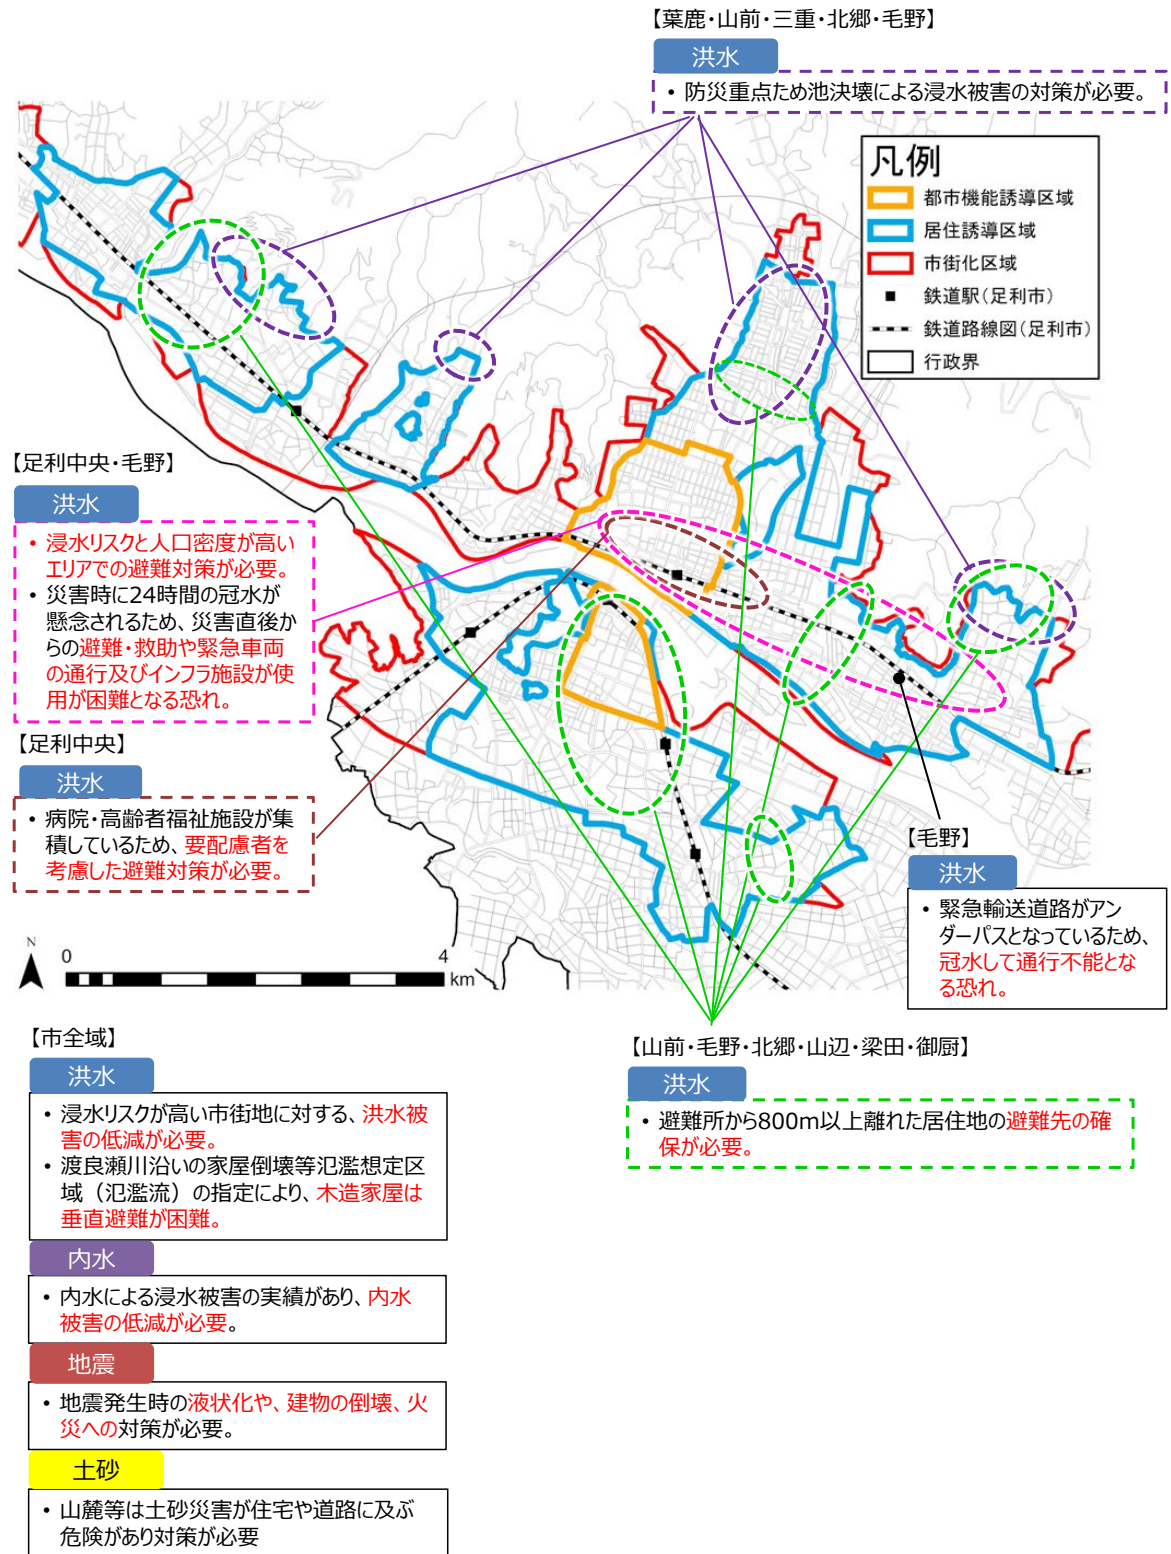 【葉鹿・山前・三重・北郷・毛野】
洪水
• 防災重点ため池決壊による浸水被害の対策が必要。
凡例
都市機能誘導区域
居住誘導区域
市街化区域
鉄道駅(足利市)
鉄道路線図(足利市)
行政界
【足利中央・毛野】
洪水
• 浸水リスクと人口密度が高い
エリアでの避難対策が必要。
• 災害時に24時間の冠水が
懸念されるため、災害直後か
らの避難・救助や緊急車両
の通行及びインフラ施設が使
用が困難となる恐れ。
【足利中央】
洪水
• 病院・高齢者福祉施設が集
積しているため、要配慮者を
考慮した避難対策が必要。
【毛野】
洪水
• 緊急輸送道路がアン
ダーパスとなっているため、
冠水して通行不能とな
る恐れ。
N
0
4
km
【山前・毛野・北郷・山辺・梁田・御厨】
洪水
• 避難所から800m以上離れた居住地の避難先の確
保が必要。
【市全域】
洪水
• 浸水リスクが高い市街地に対する、洪水被
害の低減が必要。
• 渡良瀬川沿いの家屋倒壊等氾濫想定区
域（氾濫流）の指定により、木造家屋は
垂直避難が困難。
内水
• 内水による浸水被害の実績があり、内水
被害の低減が必要。
地震
• 地震発生時の液状化や、建物の倒壊、火
災への対策が必要。
土砂
• 山麓等は土砂災害が住宅や道路に及ぶ
危険があり対策が必要